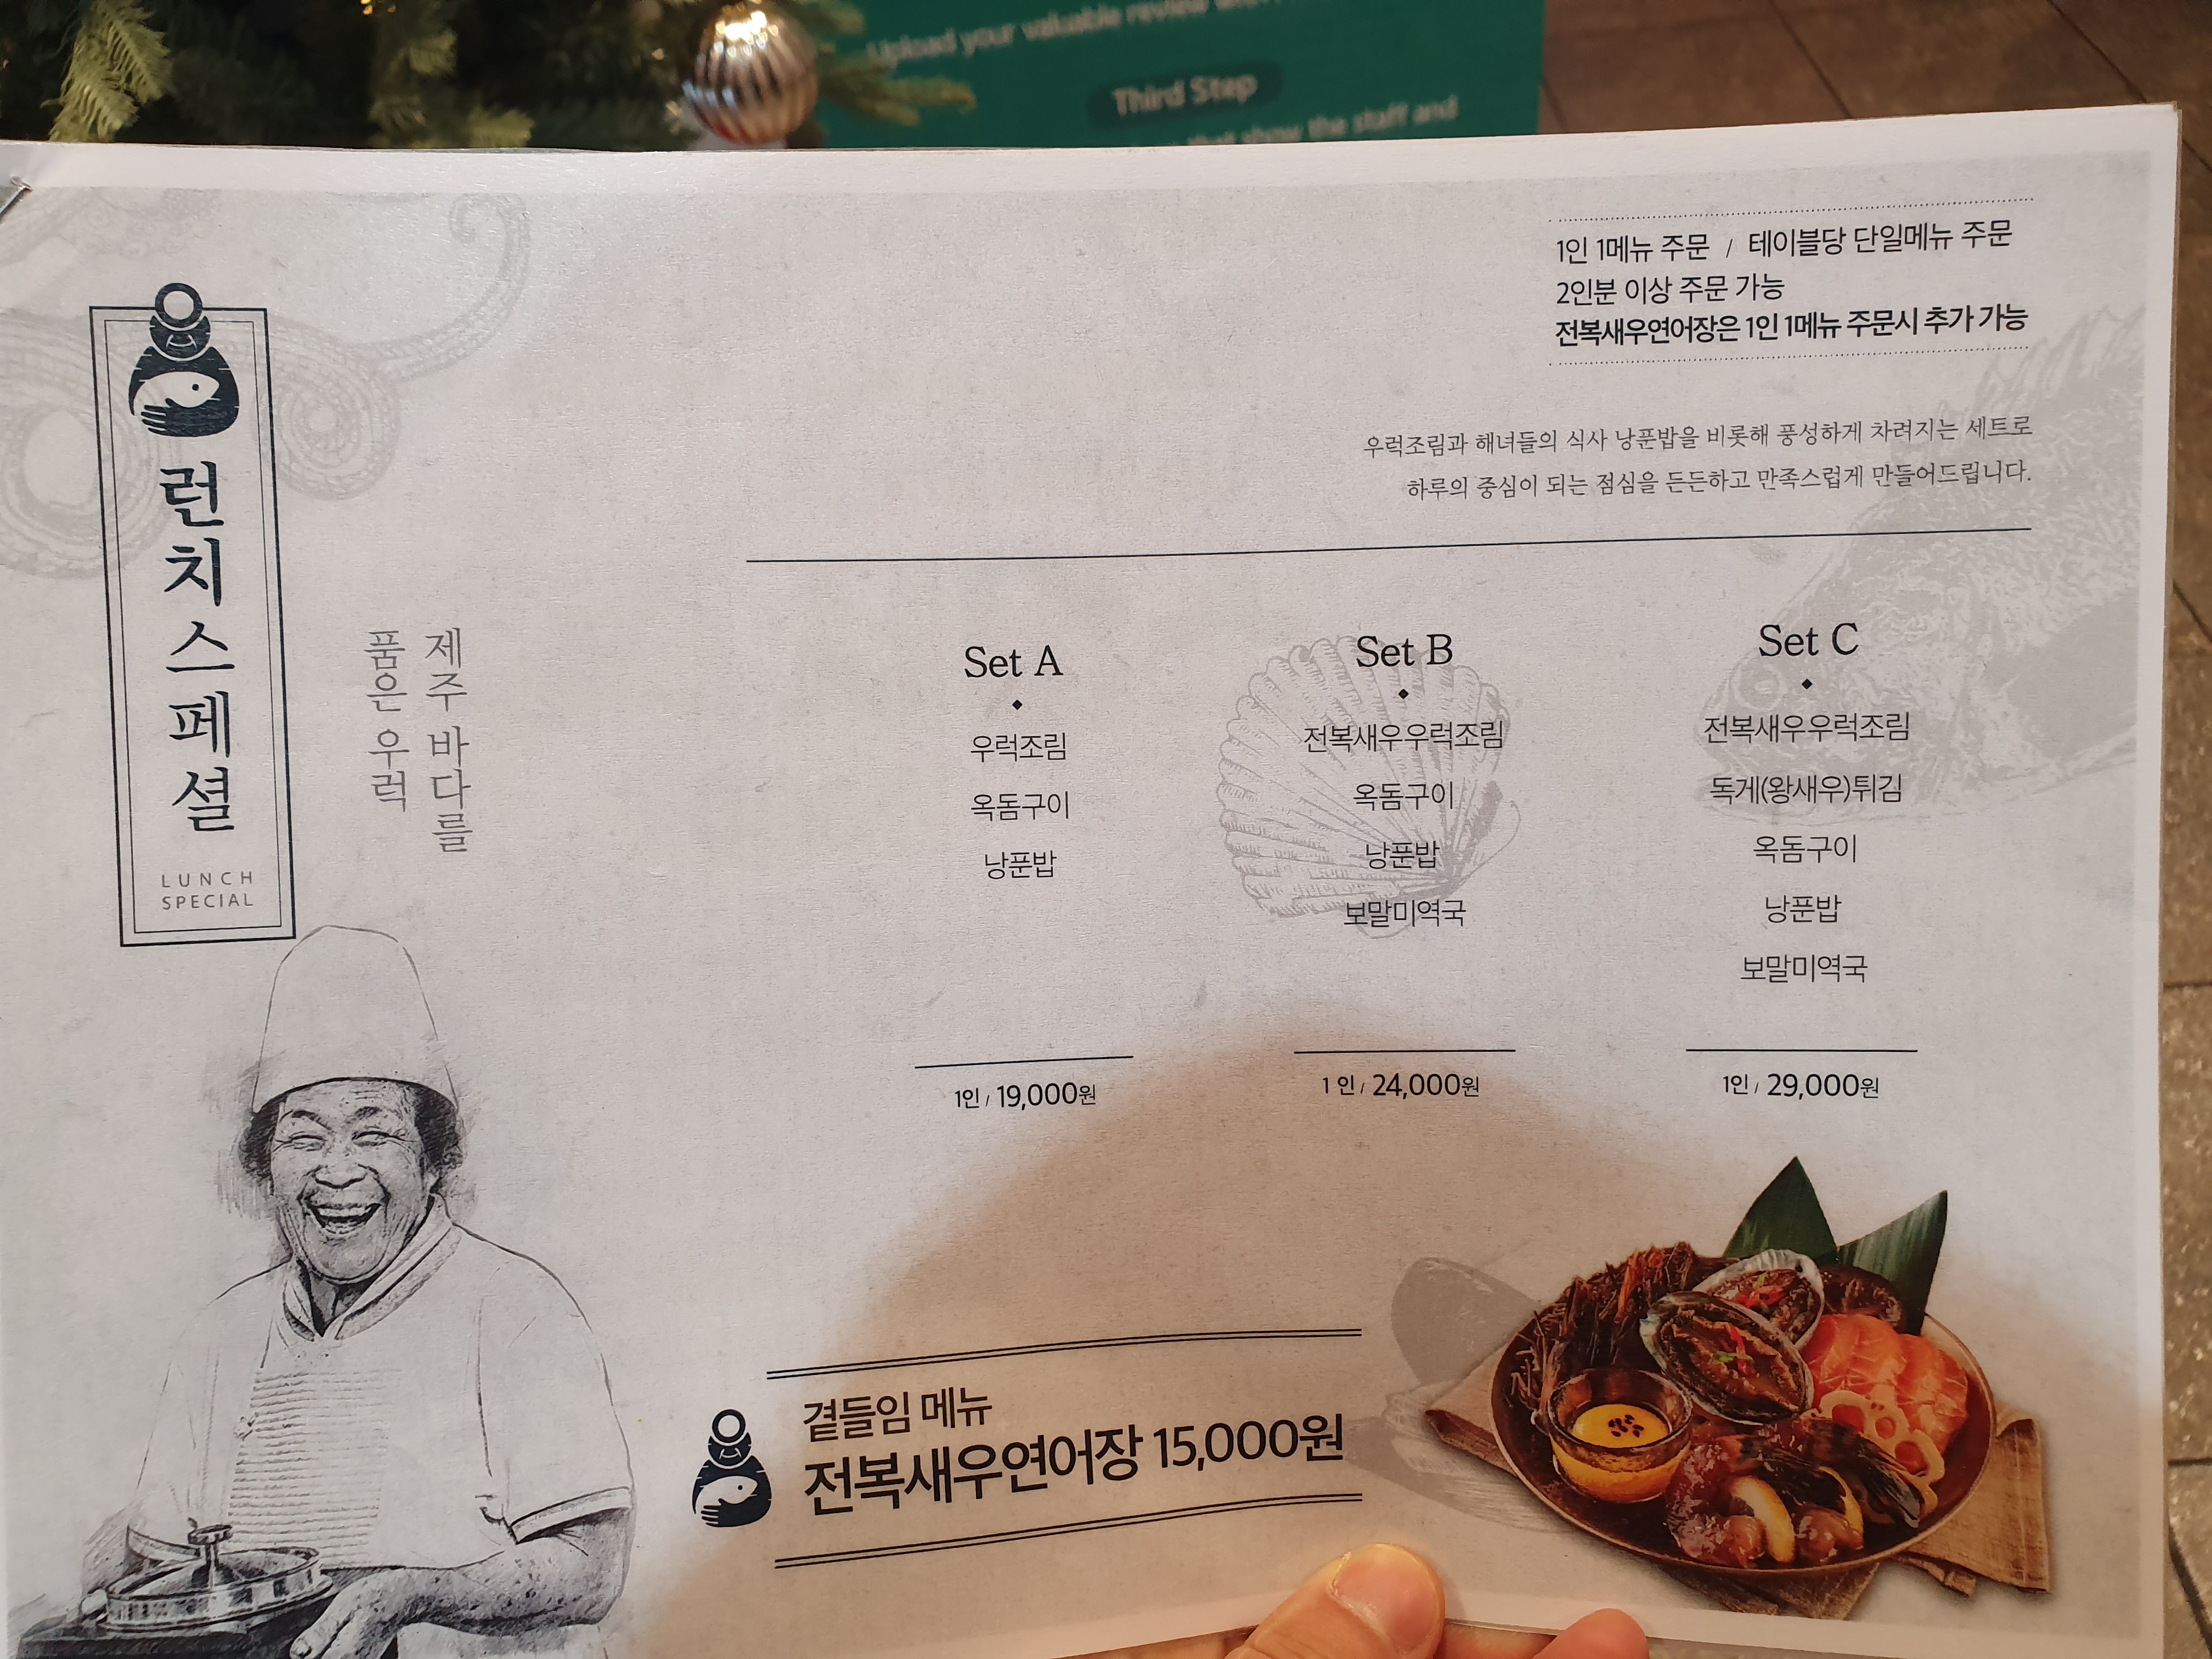 Upload your valuable review
Third Step
show the staff and
1인 1메뉴 주문 / 테이블당 단일메뉴 주문
2인분 이상 주문 가능
전복새우연어장은 1인 1메뉴 주문시 추가 가능
우럭조림과 해녀들의 식사 낭푼밥을 비롯해 풍성하게 차려지는 세트로
하루의 중심이 되는 점심을 든든하고 만족스럽게 만들어드립니다.
런치스페셜
LUNCH
SPECIAL
제주 바다를
품은 우럭
Set A
우럭조림
옥돔구이
낭푼밥
1인 / 19,000원
Set B
전복새우우럭조림
옥돔구이
낭푼밥
보말미역국
1 인 / 24,000원
Set C
전복새우우럭조림
독게(왕새우)튀김
옥돔구이
낭푼밥
보말미역국
1인 / 29,000원
곁들임 메뉴
전복새우연어장 15,000원